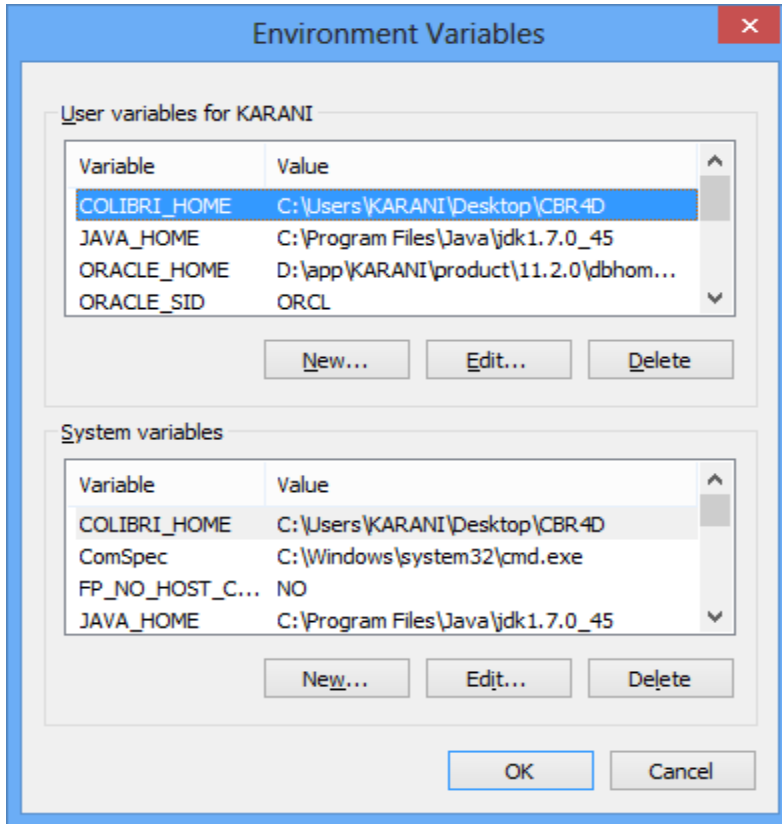 Environment Variables
User variables for KARANI
Variable Value
COLIBRI_HOME C:\Users\KARANI\Desktop\CBR4D
JAVA_HOME C:\Program Files\Java\jdk1.7.0_45
ORACLE_HOME D:\app\KARANI\product\11.2.0\dbhom...
ORACLE_SID ORCL
New... Edit... Delete
System variables
Variable Value
COLIBRI_HOME C:\Users\KARANI\Desktop\CBR4D
ComSpec C:\Windows\system32\cmd.exe
FP_NO_HOST_C... NO
JAVA_HOME C:\Program Files\Java\jdk1.7.0_45
New... Edit... Delete
OK Cancel